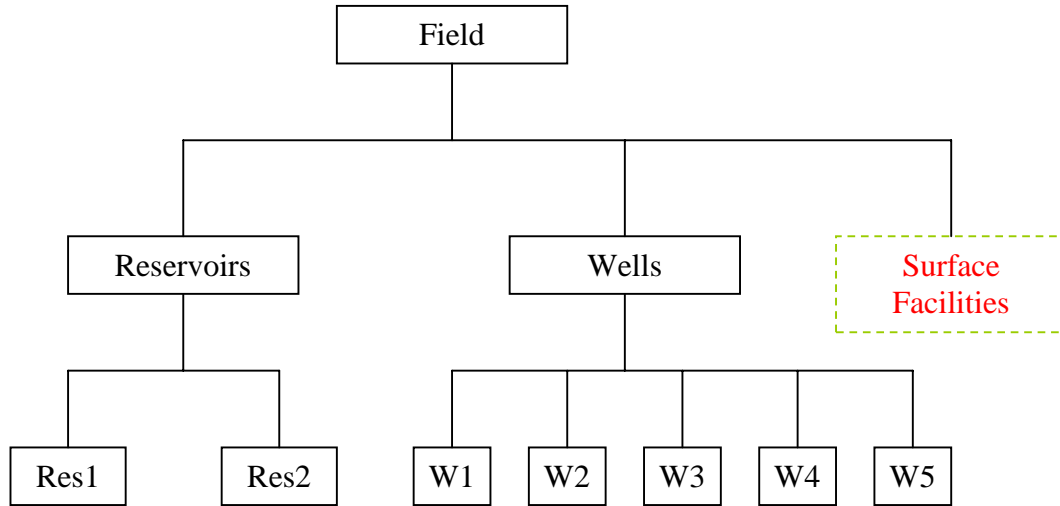 Field
Reservoirs
Wells
Surface
Facilities
Res1
Res2
W1
W2
W3
W4
W5